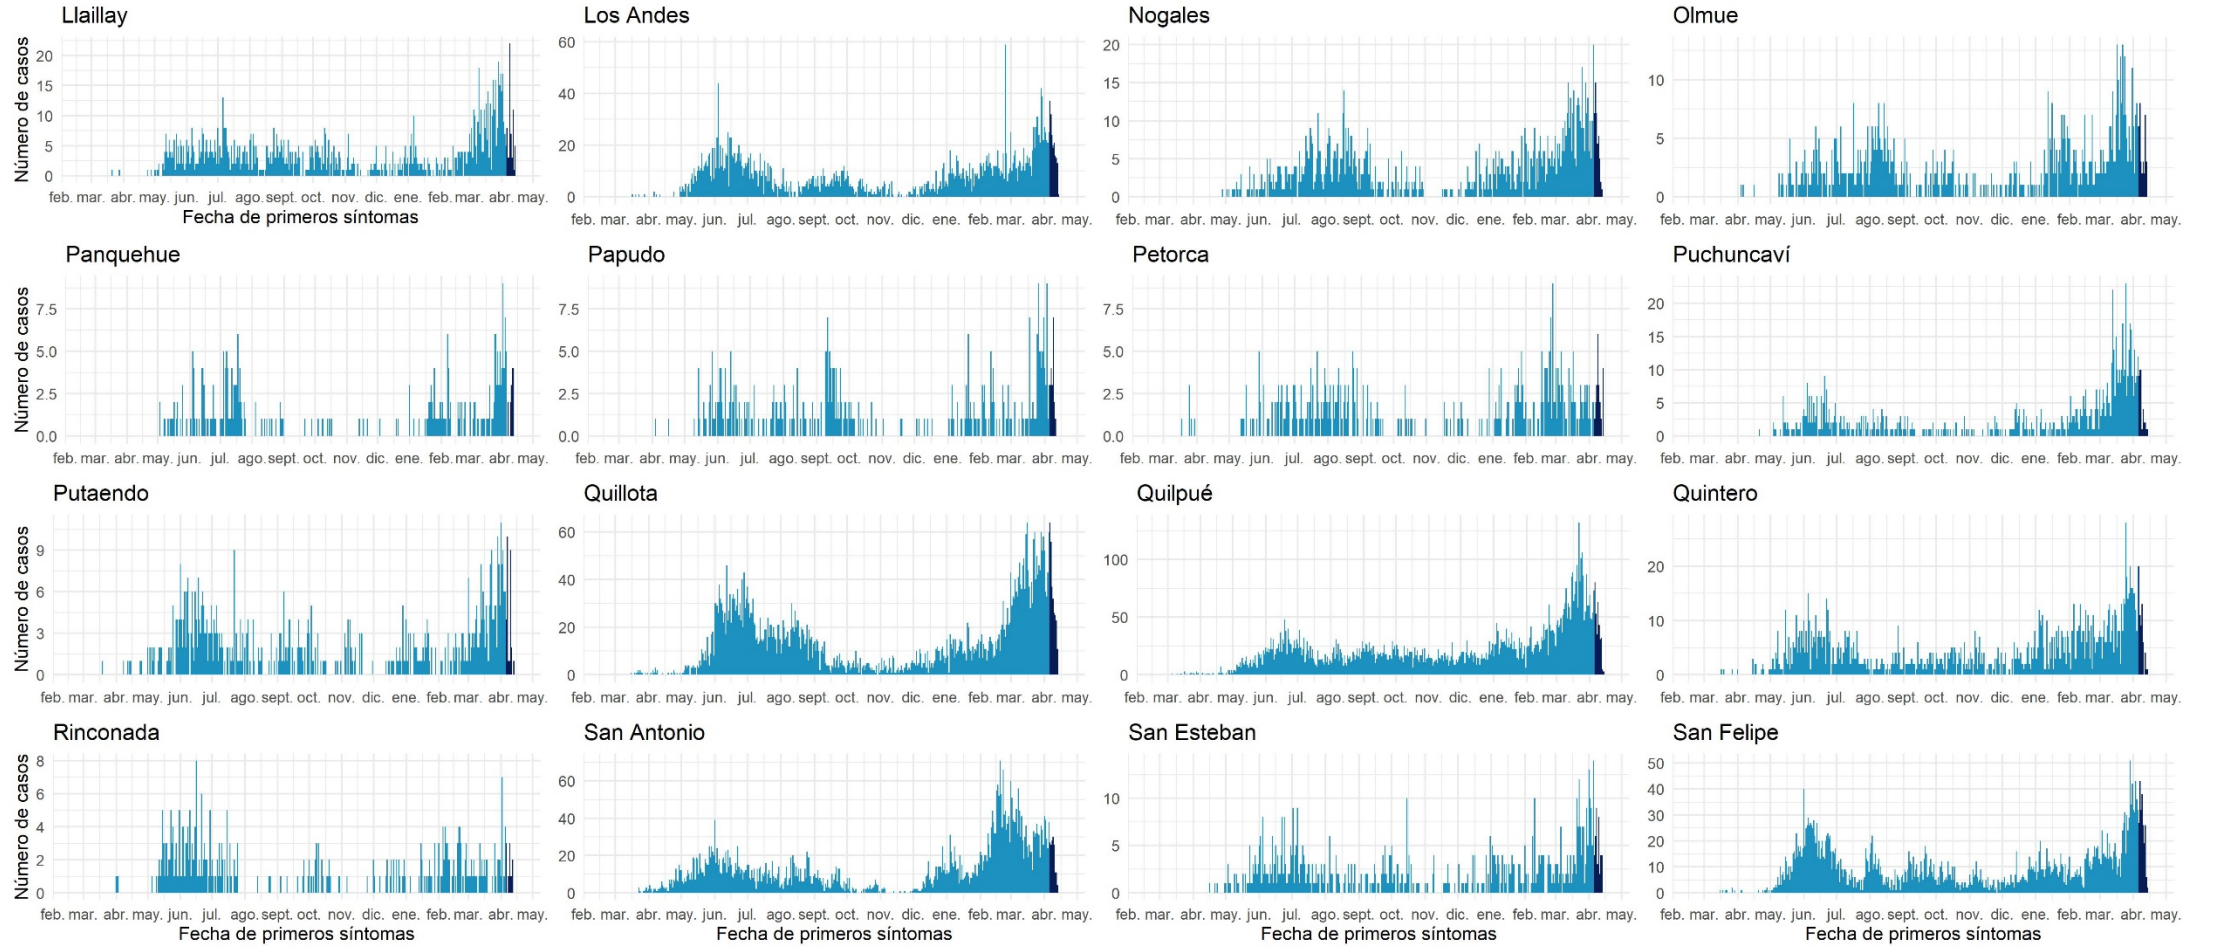 Llaillay
Los Andes
Nogales
Olmue
Número de casos
20
15
10
5
0
60
40
20
0
20
15
10
5
0
10
5
0
feb. mar. abr. may. jun. jul. ago. sept. oct. nov. dic. ene. feb. mar. abr. may.
feb. mar. abr. may. jun. jul. ago. sept. oct. nov. dic. ene. feb. mar. abr. may.
feb. mar. abr. may. jun. jul. ago. sept. oct. nov. dic. ene. feb. mar. abr. may.
feb. mar. abr. may. jun. jul. ago. sept. oct. nov. dic. ene. feb. mar. abr. may.
Fecha de primeros síntomas
Panquehue
Papudo
Petorca
Puchuncaví
Número de casos
7.5
5.0
2.5
0.0
7.5
5.0
2.5
0.0
7.5
5.0
2.5
0.0
20
15
10
5
0
feb. mar. abr. may. jun. jul. ago. sept. oct. nov. dic. ene. feb. mar. abr. may.
feb. mar. abr. may. jun. jul. ago. sept. oct. nov. dic. ene. feb. mar. abr. may.
feb. mar. abr. may. jun. jul. ago. sept. oct. nov. dic. ene. feb. mar. abr. may.
feb. mar. abr. may. jun. jul. ago. sept. oct. nov. dic. ene. feb. mar. abr. may.
Putaendo
Quillota
Quilpué
Quintero
Número de casos
9
6
3
0
60
40
20
0
100
50
0
20
10
0
feb. mar. abr. may. jun. jul. ago. sept. oct. nov. dic. ene. feb. mar. abr. may.
feb. mar. abr. may. jun. jul. ago. sept. oct. nov. dic. ene. feb. mar. abr. may.
feb. mar. abr. may. jun. jul. ago. sept. oct. nov. dic. ene. feb. mar. abr. may.
feb. mar. abr. may. jun. jul. ago. sept. oct. nov. dic. ene. feb. mar. abr. may.
Rinconada
San Antonio
San Esteban
San Felipe
Número de casos
8
6
4
2
0
60
40
20
0
10
5
0
50
40
30
20
10
0
feb. mar. abr. may. jun. jul. ago. sept. oct. nov. dic. ene. feb. mar. abr. may.
feb. mar. abr. may. jun. jul. ago. sept. oct. nov. dic. ene. feb. mar. abr. may.
feb. mar. abr. may. jun. jul. ago. sept. oct. nov. dic. ene. feb. mar. abr. may.
feb. mar. abr. may. jun. jul. ago. sept. oct. nov. dic. ene. feb. mar. abr. may.
Fecha de primeros síntomas
Fecha de primeros síntomas
Fecha de primeros síntomas
Fecha de primeros síntomas